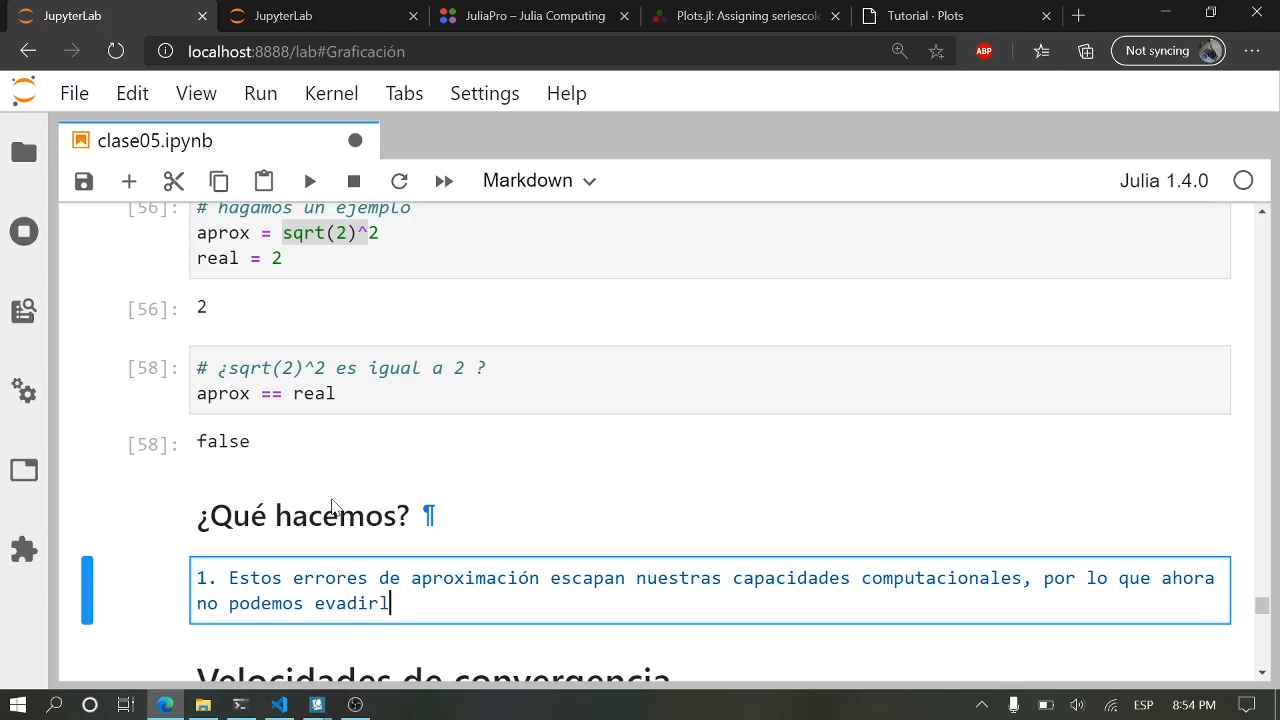 JupyterLab
JupyterLab
JuliaPro – Julia Computing
Plots.jl: Assigning seriescol
Tutorial · Plots
localhost:8888/lab#Graficación
ABP
Not syncing
File Edit View Run Kernel Tabs Settings Help
clase05.ipynb
Markdown
Julia 1.4.0
[56]: # hagamos un ejemplo
aprox = sqrt(2)^2
real = 2
[56]: 2
[58]: # ¿sqrt(2)^2 es igual a 2 ?
aprox == real
[58]: false
¿Qué hacemos? ¶
1. Estos errores de aproximación escapan nuestras capacidades computacionales, por lo que ahora
no podemos evadirl
Velocidades de convergencia
ESP
8:54 PM